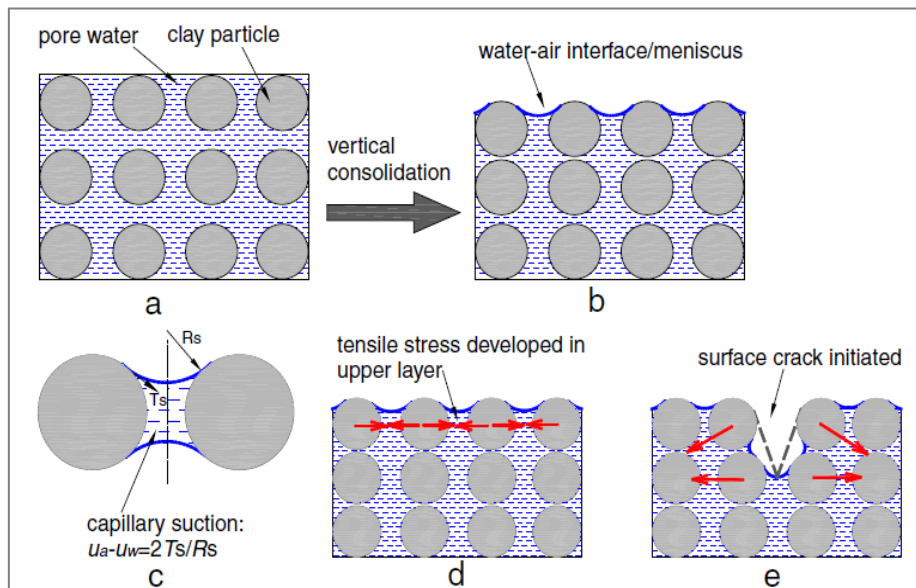 pore water
clay particle
a
vertical
consolidation
water-air interface/meniscus
b
Rs
Ts
capillary suction:
ua-uw=2Ts/Rs
c
tensile stress developed in
upper layer
d
surface crack initiated
e